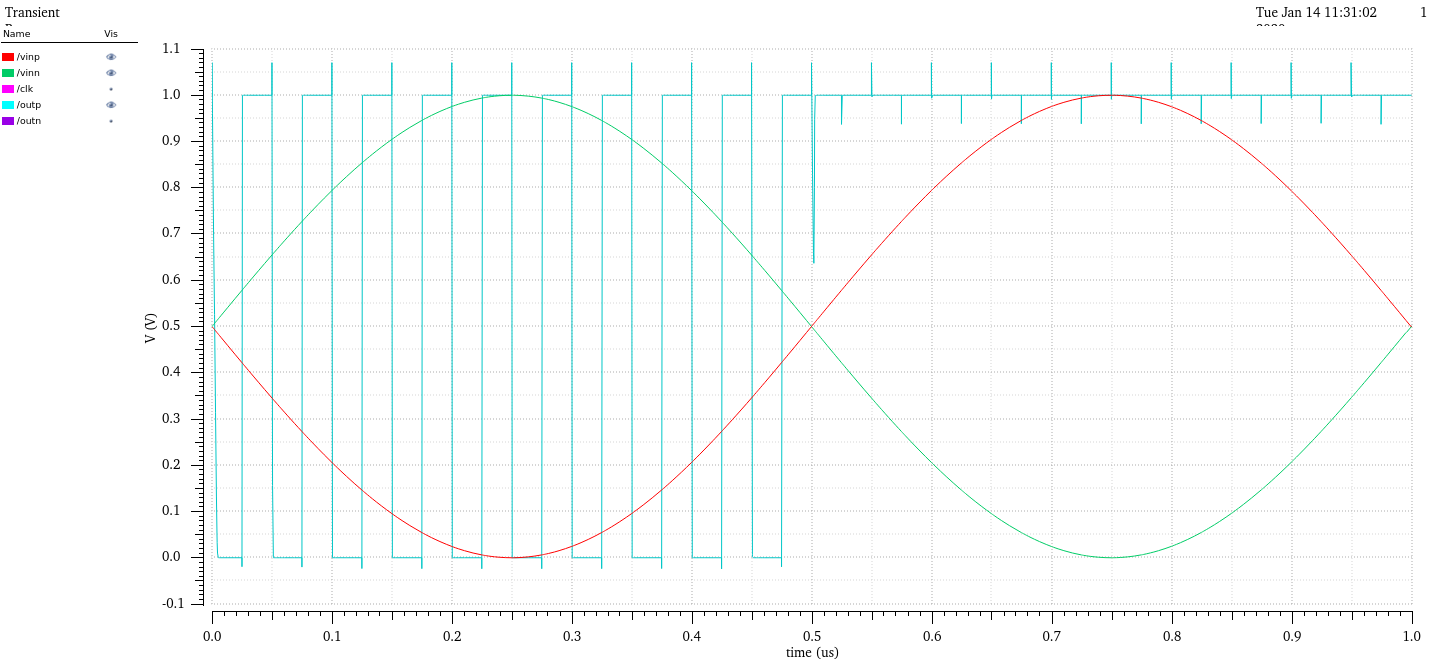 Transient
Tue Jan 14 11:31:02
1
Name Vis
/vinp
/vinn
/clk
/outp
/outn
V (V)
1.1
1.0
0.9
0.8
0.7
0.6
0.5
0.4
0.3
0.2
0.1
0.0
-0.1
0.0 0.1 0.2 0.3 0.4 0.5 0.6 0.7 0.8 0.9 1.0
time (us)